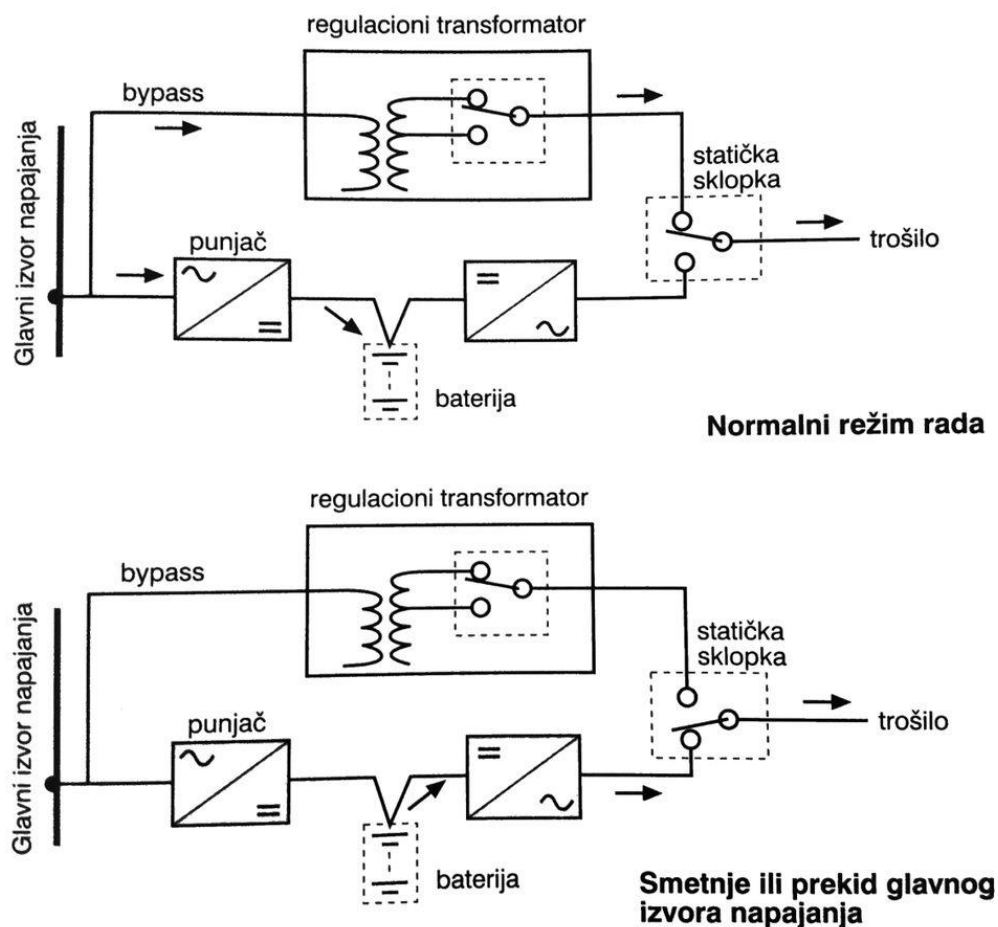 regulacioni transformator
bypass
statička
sklopka
Glavni izvor napajanja
punjač
trošilo
baterija
Normalni režim rada
regulacioni transformator
bypass
statička
sklopka
Glavni izvor napajanja
punjač
trošilo
baterija
Smetnje ili prekid glavnog
izvora napajanja